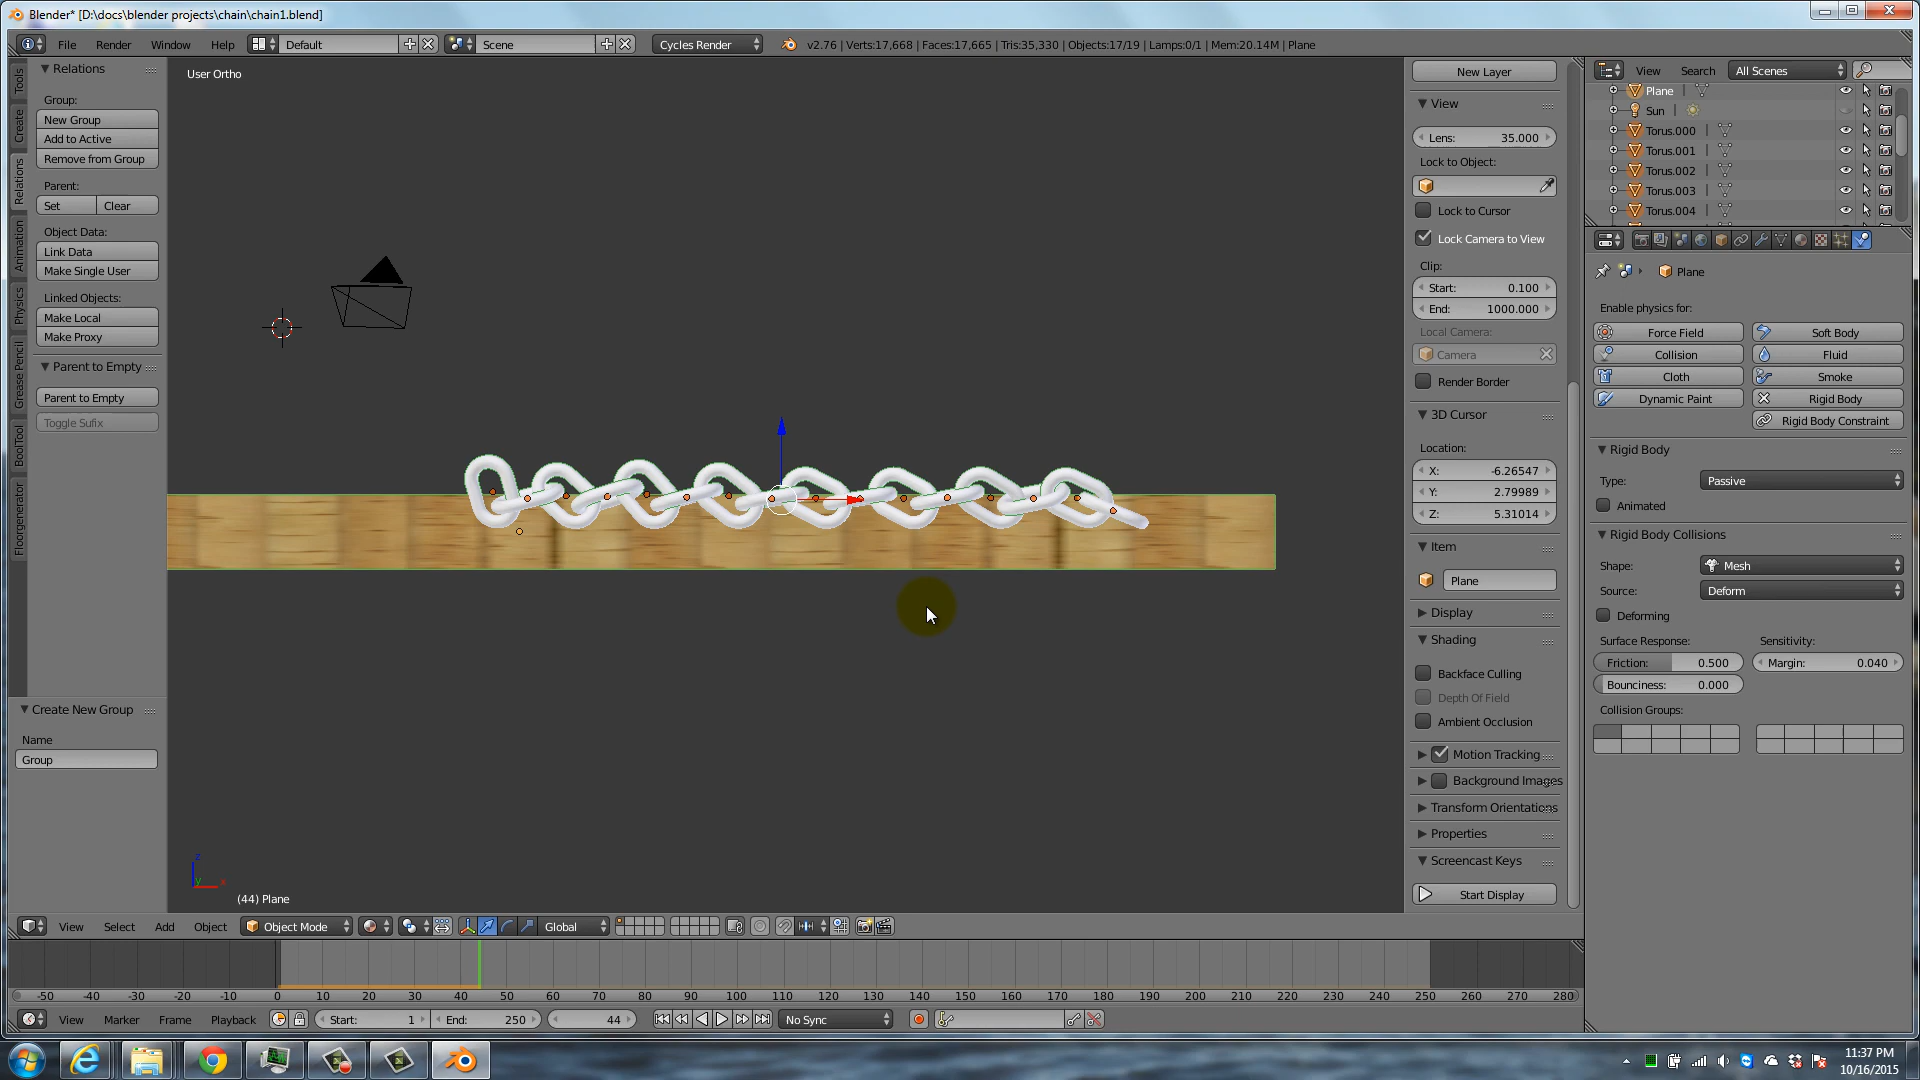 Blender* [D:\docs\blender projects\chain\chain1.blend]
File Render Window Help Default Scene Cycles Render v2.76 | Verts:17,668 | Faces:17,665 | Tris:35,330 | Objects:17/19 | Lamps:0/1 | Mem:20.14M | Plane
Tools
Create
Relations
Animation
Physics
Grease Pencil
BoolTool
Floorgenerator
Relations
Group:
New Group
Add to Active
Remove from Group
Parent:
Set Clear
Object Data:
Link Data
Make Single User
Linked Objects:
Make Local
Make Proxy
Parent to Empty
Parent to Empty
Toggle Sufix
Create New Group
Name
Group
User Ortho
z
y x
(44) Plane
New Layer
View
Lens: 35.000
Lock to Object:
Lock to Cursor
Lock Camera to View
Clip:
Start: 0.100
End: 1000.000
Local Camera:
Camera
Render Border
3D Cursor
Location:
X: -6.26547
Y: 2.79989
Z: 5.31014
Item
Plane
Display
Shading
Backface Culling
Depth Of Field
Ambient Occlusion
Motion Tracking
Background Images
Transform Orientations
Properties
Screencast Keys
Start Display
View Search All Scenes
Plane
Sun
Torus.000
Torus.001
Torus.002
Torus.003
Torus.004
Plane
Enable physics for:
Force Field Soft Body
Collision Fluid
Cloth Smoke
Dynamic Paint Rigid Body
Rigid Body Constraint
Rigid Body
Type: Passive
Animated
Rigid Body Collisions
Shape: Mesh
Source: Deform
Deforming
Surface Response: Sensitivity:
Friction: 0.500 Margin: 0.040
Bounciness: 0.000
Collision Groups:
View Select Add Object Object Mode Global
-50 -40 -30 -20 -10 0 10 20 30 40 50 60 70 80 90 100 110 120 130 140 150 160 170 180 190 200 210 220 230 240 250 260 270 280
View Marker Frame Playback Start: 1 End: 250 44 No Sync
11:37 PM
10/16/2015